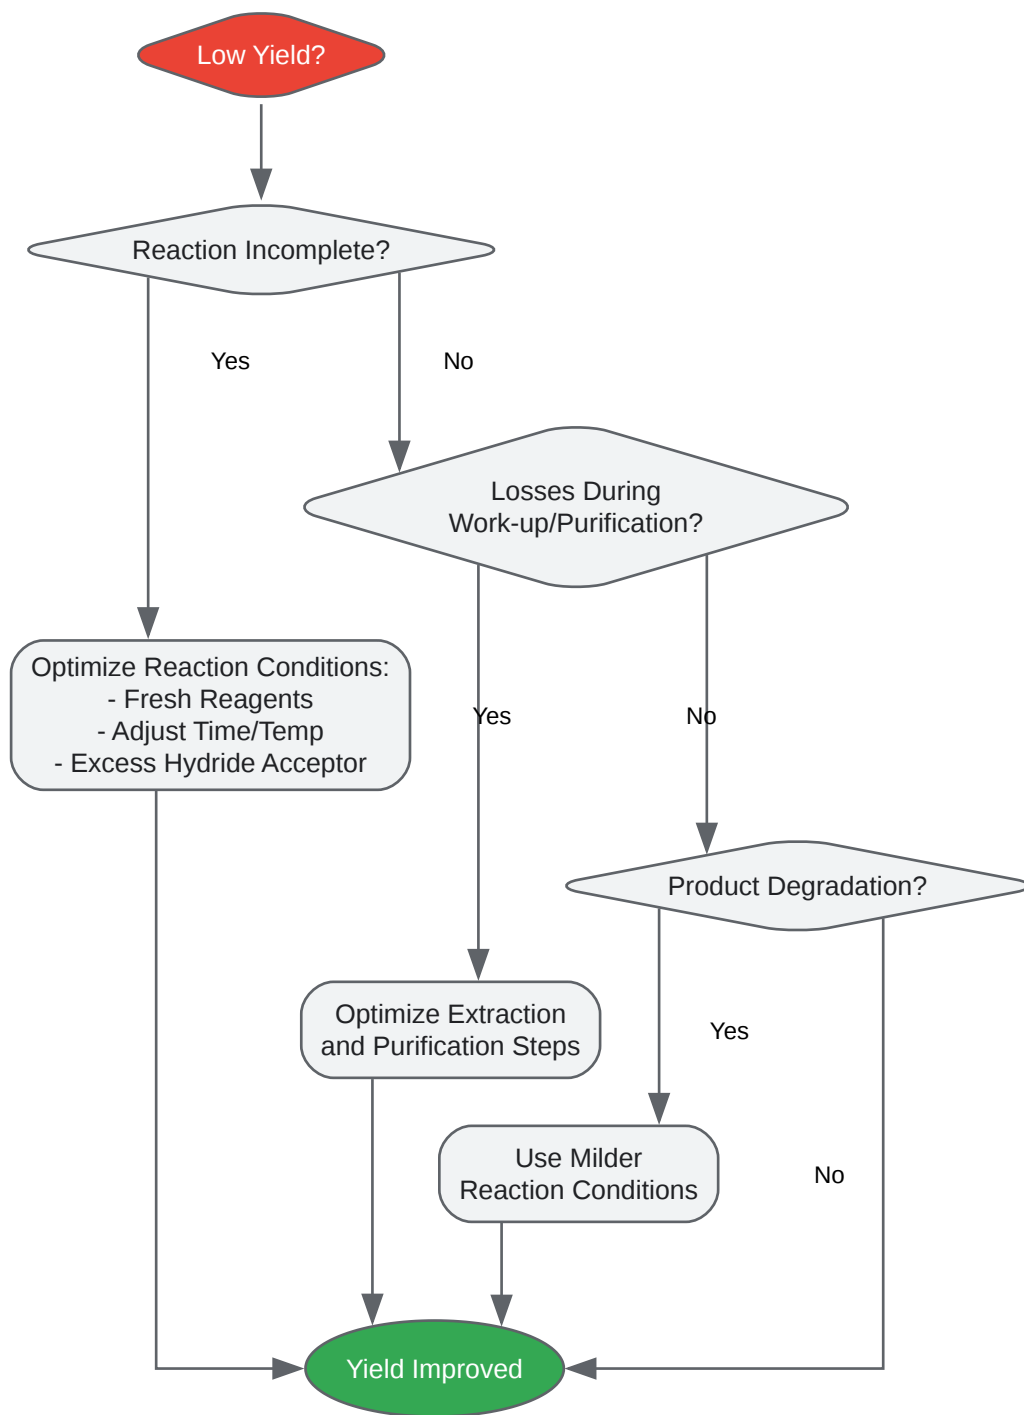 Low Yield?
Reaction Incomplete?
Yes
No
Losses During
Work-up/Purification?
Optimize Reaction Conditions:
- Fresh Reagents
- Adjust Time/Temp
- Excess Hydride Acceptor
Yes
No
Product Degradation?
Optimize Extraction
and Purification Steps
Yes
Use Milder
Reaction Conditions
No
Yield Improved